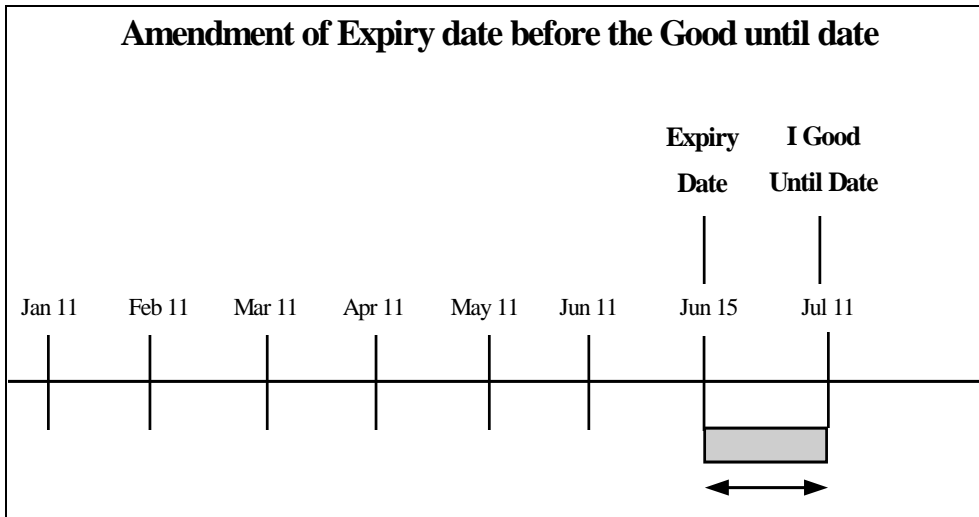 Amendment of Expiry date before the Good until date
Expiry
Date
I Good
Until Date
Jan 11 Feb 11 Mar 11 Apr 11 May 11 Jun 11 Jun 15 Jul 11